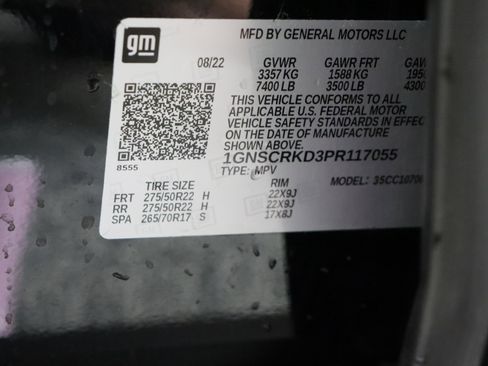 gm
MFD BY GENERAL MOTORS LLC
08/22 GVWR GAWR FRT
3357 KG 1588 KG
7400 LB 3500 LB
THIS VEHICLE CONFORMS TO ALL
APPLICABLE U.S. FEDERAL MOTOR
VEHICLE SAFETY STANDARDS IN EFFEC
ON THE DATE OF MANUFACTURE
SHOWN ABOVE.
1GNSCRKD3PR117055
8555 TYPE: MPV MODEL:
TIRE SIZE RIM
FRT 275/50R22 H 22X9J
RR 275/50R22 H 22X9J
SPA 265/70R17 S 17X8J